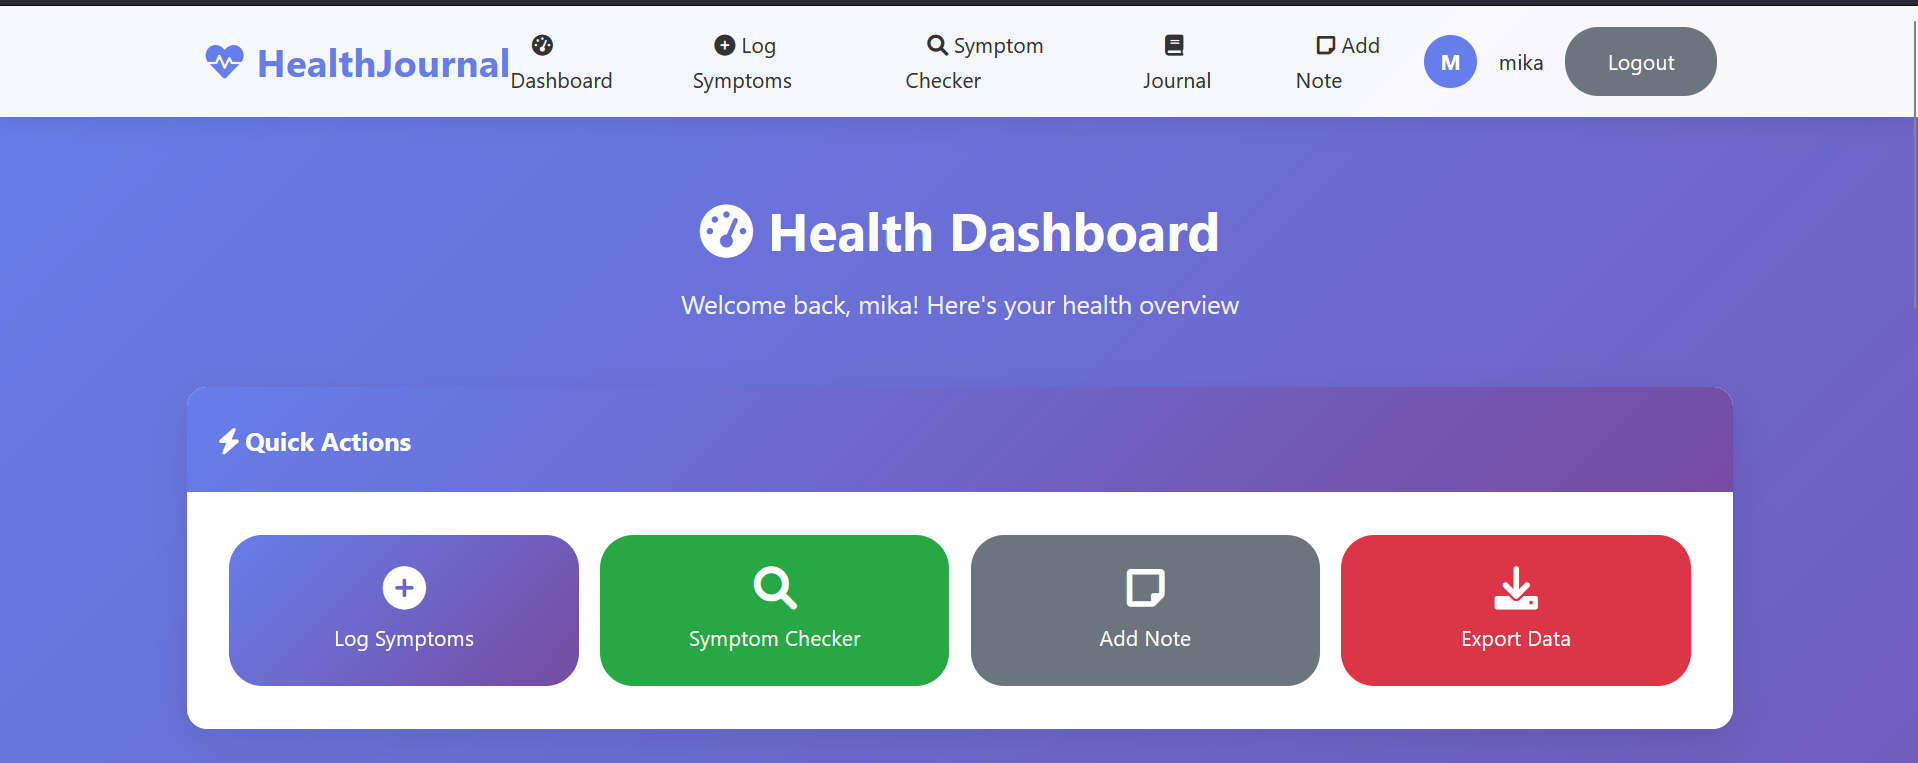 HealthJournal
Dashboard
Log
Symptoms
Symptom
Checker
Journal
Add
Note
M
mika
Logout
Health Dashboard
Welcome back, mika! Here's your health overview
Quick Actions
Log Symptoms
Symptom Checker
Add Note
Export Data